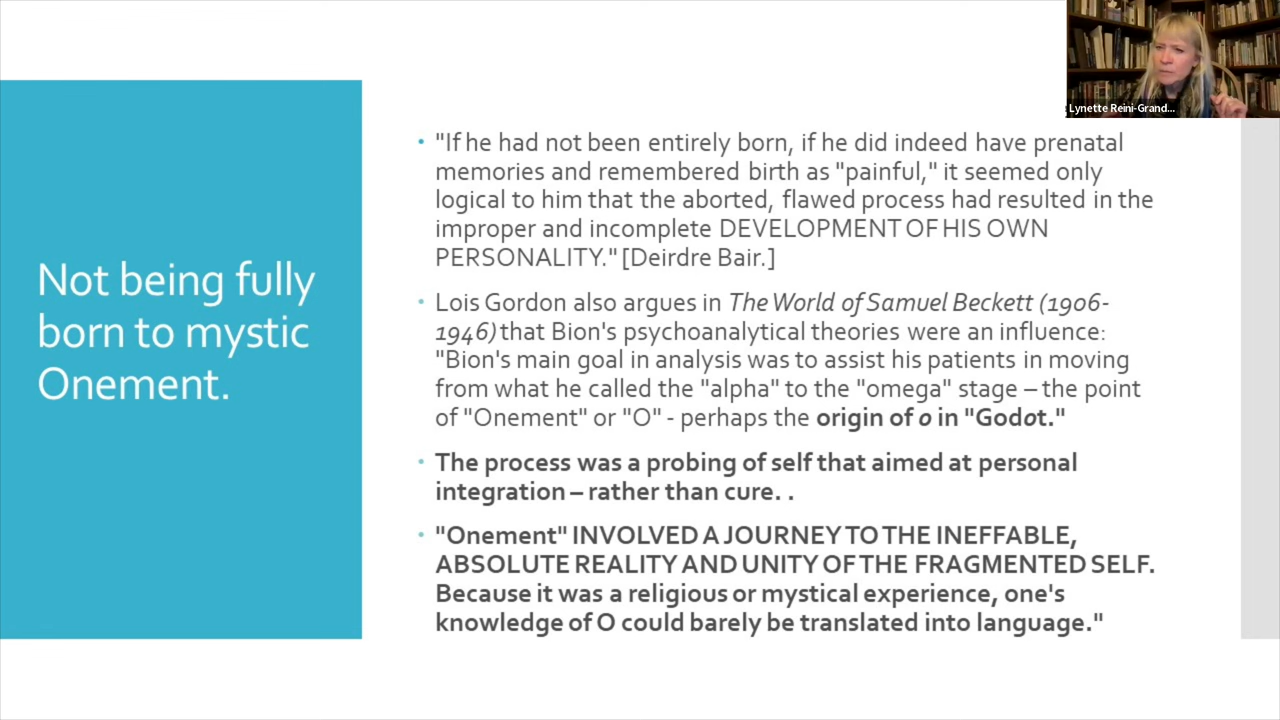 Lynette Reini-Grand...
Not being fully
born to mystic
Onement.
• "If he had not been entirely born, if he did indeed have prenatal
memories and remembered birth as "painful," it seemed only
logical to him that the aborted, flawed process had resulted in the
improper and incomplete DEVELOPMENT OF HIS OWN
PERSONALITY." [Deirdre Bair.]
• Lois Gordon also argues in The World of Samuel Beckett (1906-
1946) that Bion's psychoanalytical theories were an influence:
"Bion's main goal in analysis was to assist his patients in moving
from what he called the "alpha" to the "omega" stage – the point
of "Onement" or "O" - perhaps the origin of o in "Godot."
• The process was a probing of self that aimed at personal
integration – rather than cure. .
• "Onement" INVOLVED A JOURNEY TO THE INEFFABLE,
ABSOLUTE REALITY AND UNITY OF THE FRAGMENTED SELF.
Because it was a religious or mystical experience, one's
knowledge of O could barely be translated into language."